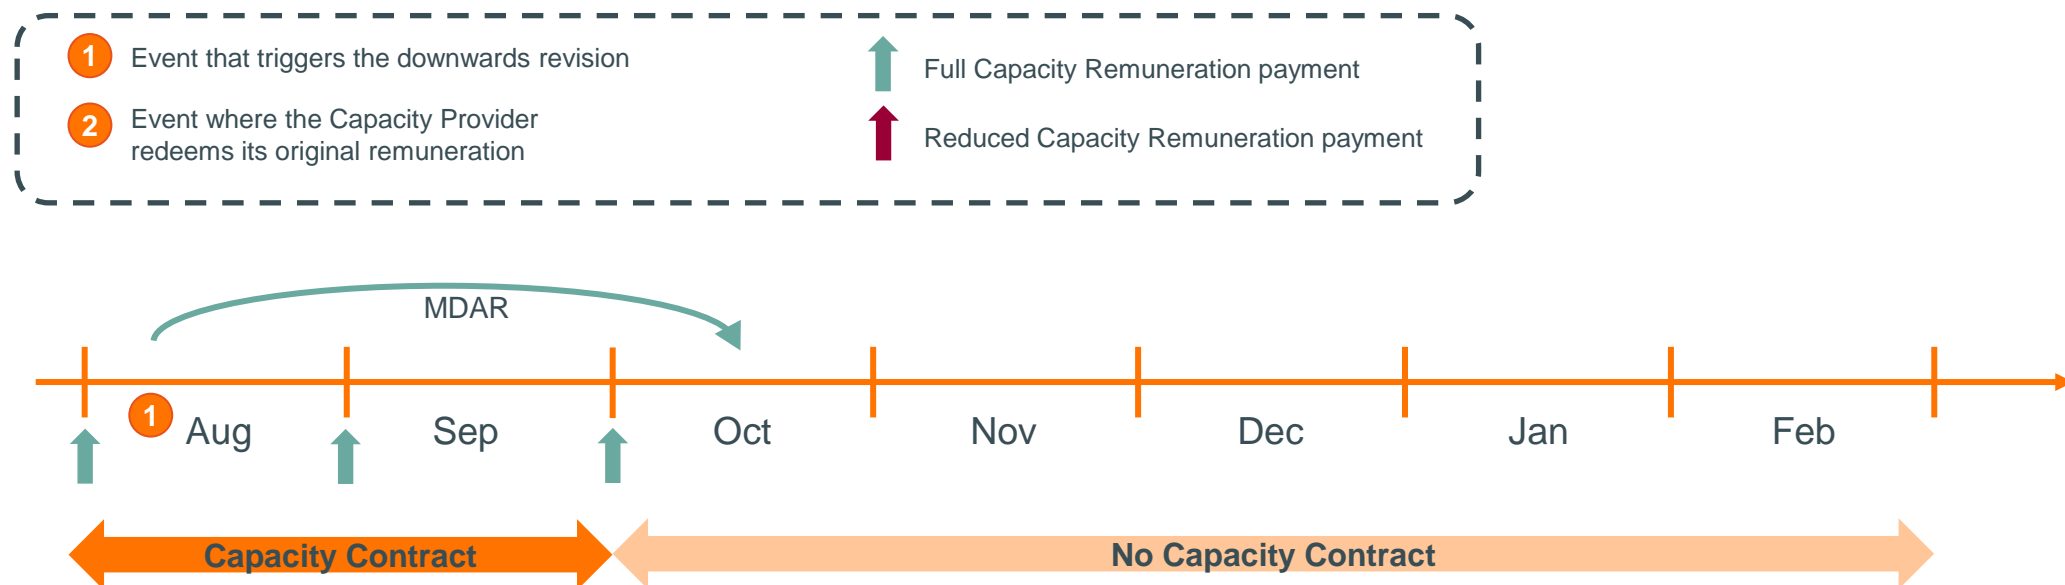 1 Event that triggers the downwards revision
2 Event where the Capacity Provider
redeems its original remuneration
Full Capacity Remuneration payment
Reduced Capacity Remuneration payment
MDAR
1
Aug Sep Oct Nov Dec Jan Feb
Capacity Contract No Capacity Contract